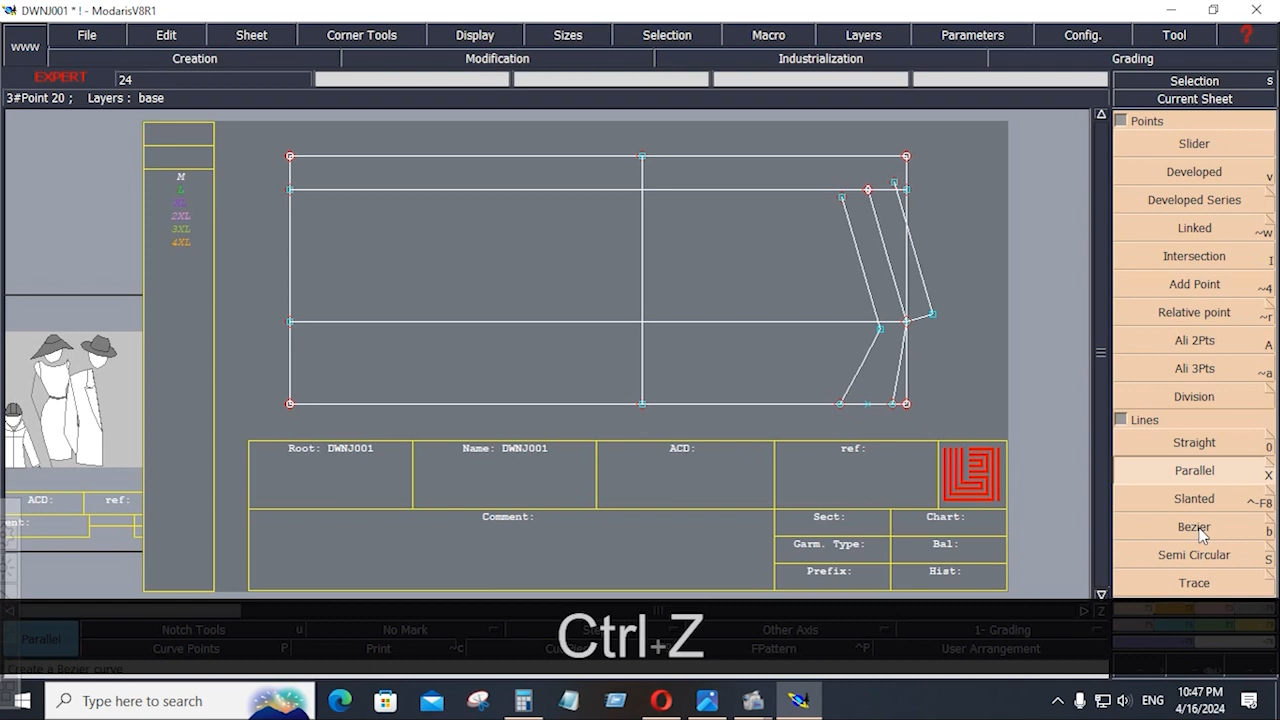 DWNJ001 * ! - ModarisV8R1
www
File
Edit
Sheet
Corner Tools
Display
Sizes
Selection
Macro
Layers
Parameters
Config.
Tool
?
Creation
Modification
Industrialization
Grading
EXPERT
24
Selection s
3#Point 20 ; Layers : base
Current Sheet
Points
Slider
Developed v
Developed Series
Linked ~w
Intersection I
Add Point ~4
Relative point ~r
Ali 2Pts A
Ali 3Pts ~a
Division
Lines
Straight 0
Parallel X
Slanted ^~F8
Bezier b
Semi Circular S
Trace
M
L
XL
2XL
3XL
4XL
ACD:
ref:
Root: DWNJ001
Name: DWNJ001
ACD:
ref:
Comment:
Sect:
Chart:
Garm. Type:
Bal:
Prefix:
Hist:
Z
Parallel
Notch Tools u
No Mark
Other Axis
1- Grading
Curve Points P
Print ~c
FPattern ^P
User Arrangement
Create a Bezier curve
Ctrl+Z
Type here to search
ENG
10:47 PM
4/16/2024